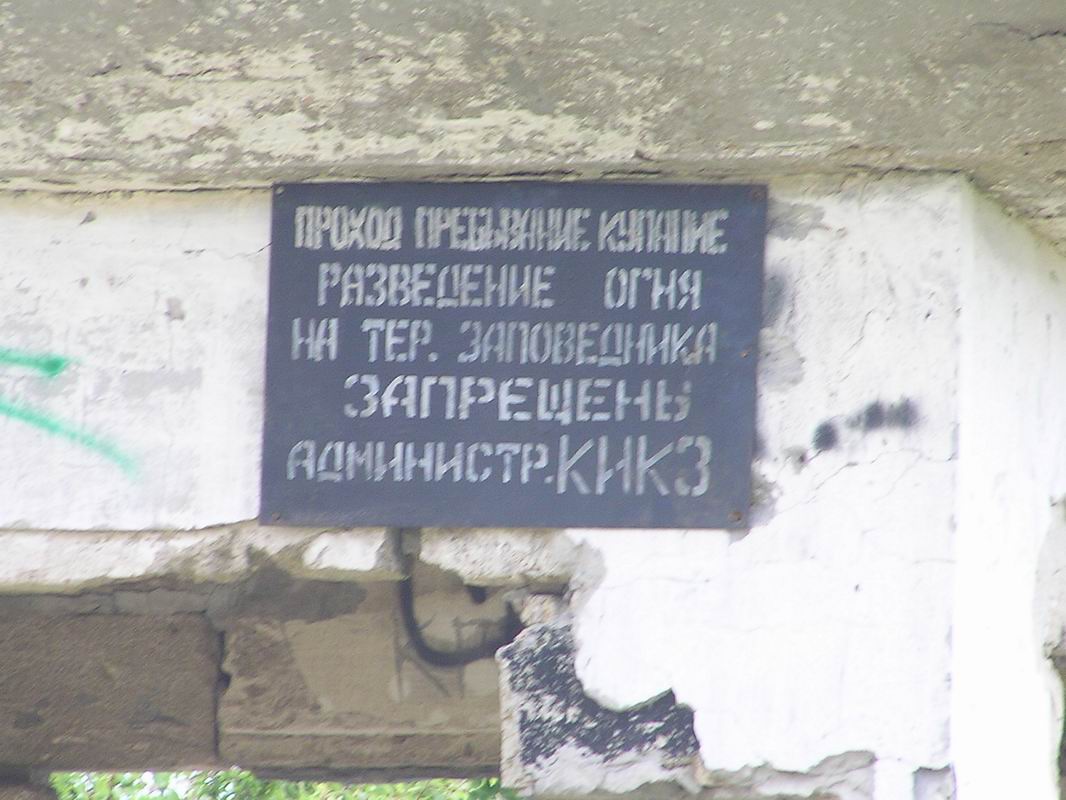 ПРОХОД ПРЕБЫВАНИЕ КУПАНИЕ
РАЗВЕДЕНИЕ ОГНЯ
НА ТЕР. ЗАПОВЕДНИКА
ЗАПРЕЩЕНЫ
АДМИНИСТР. КИКЗ